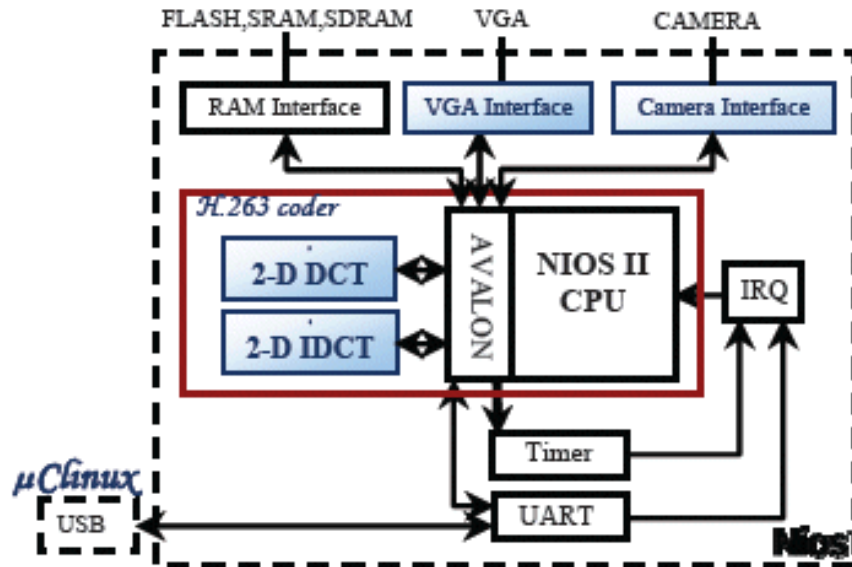 FLASH,SRAM,SDRAM
VGA
CAMERA
RAM Interface
VGA Interface
Camera Interface
H.263 coder
2-D DCT
2-D IDCT
AVALON
NIOS II
CPU
IRQ
Timer
UART
µClinux
USB
Nios